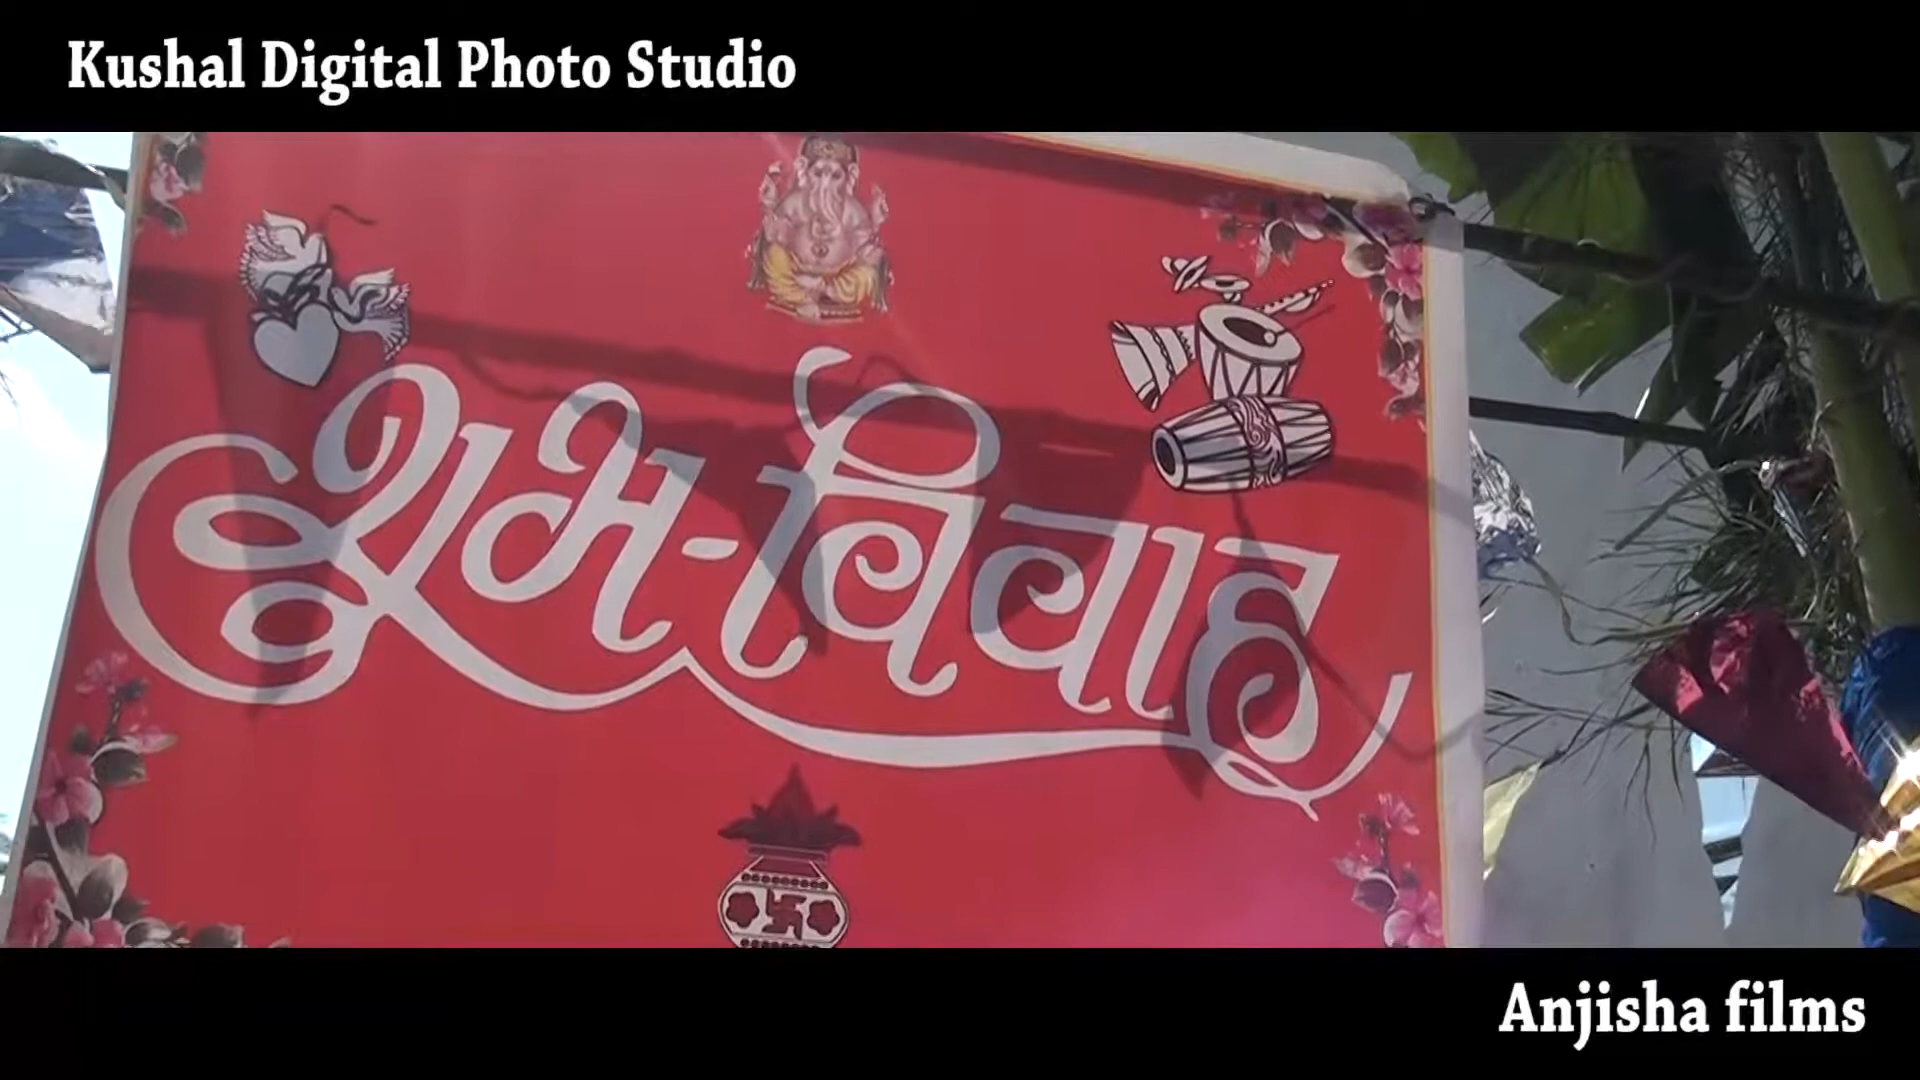 Kushal Digital Photo Studio
शुभ-विवाह
Anjisha films